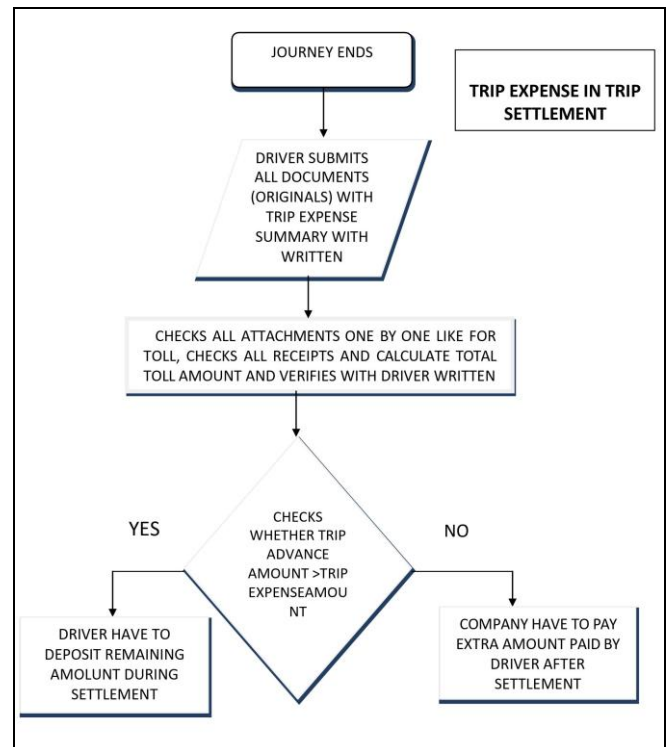 JOURNEY ENDS
TRIP EXPENSE IN TRIP
SETTLEMENT
DRIVER SUBMITS
ALL DOCUMENTS
(ORIGINALS) WITH
TRIP EXPENSE
SUMMARY WITH
WRITTEN
CHECKS ALL ATTACHMENTS ONE BY ONE LIKE FOR
TOLL, CHECKS ALL RECEIPTS AND CALCULATE TOTAL
TOLL AMOUNT AND VERIFIES WITH DRIVER WRITTEN
YES
CHECKS
WHETHER TRIP
ADVANCE
AMOUNT >TRIP
EXPENSEAMOU
NT
NO
DRIVER HAVE TO
DEPOSIT REMAINING
AMOLUNT DURING
SETTLEMENT
COMPANY HAVE TO PAY
EXTRA AMOUNT PAID BY
DRIVER AFTER
SETTLEMENT